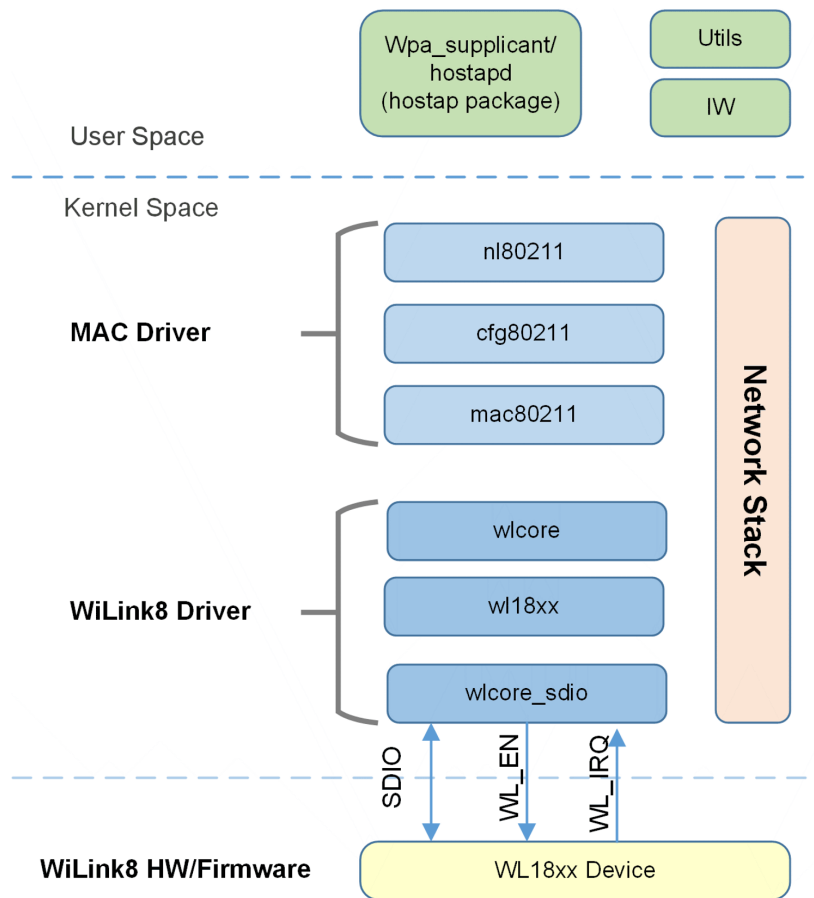 Wpa_supplicant/
hostapd
(hostap package)
Utils
IW
User Space
Kernel Space
nl80211
cfg80211
MAC Driver
mac80211
Network Stack
wlcore
wl18xx
WiLink8 Driver
wlcore_sdio
SDIO
WL_EN
WL_IRQ
WiLink8 HW/Firmware
WL18xx Device